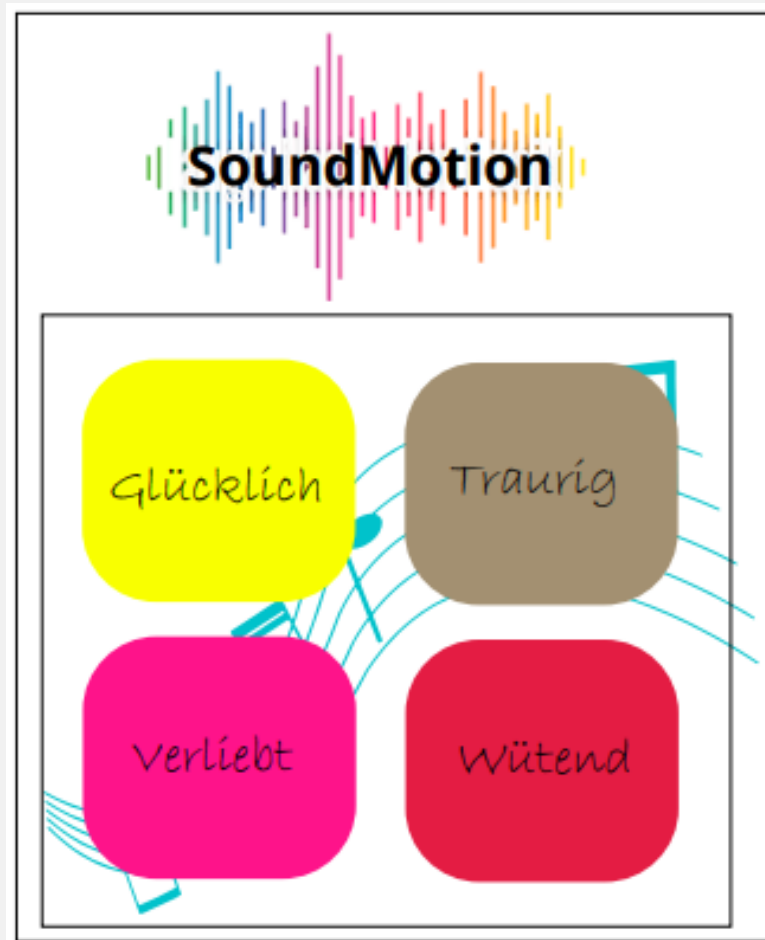 SoundMotion
Glücklich
Traurig
Verliebt
Wütend